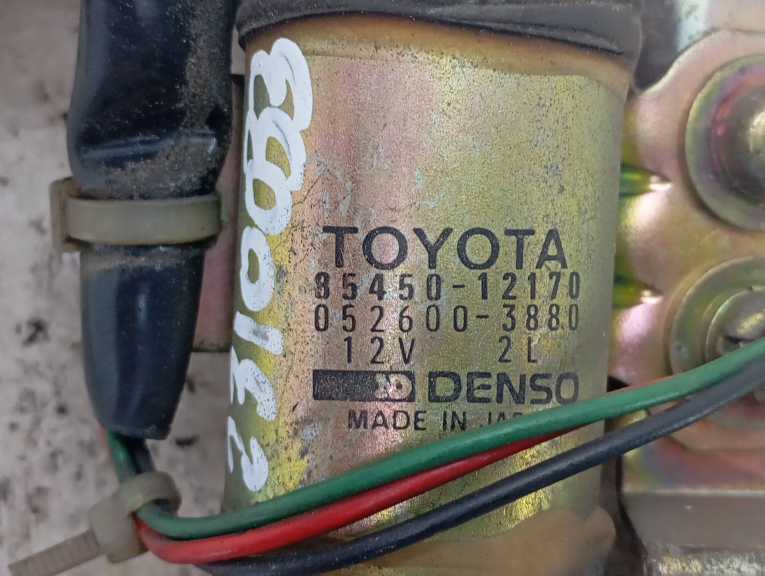 TOYOTA
85450-12170
052600-3880
12V 2L
DENSO
MADE IN